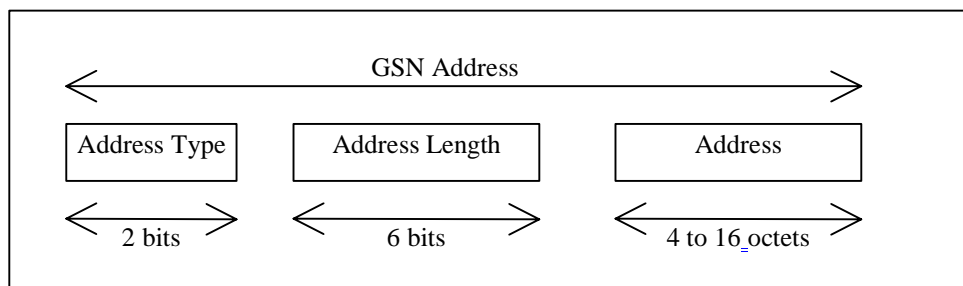 GSN Address
Address Type Address Length Address
2 bits 6 bits 4 to 16 octets